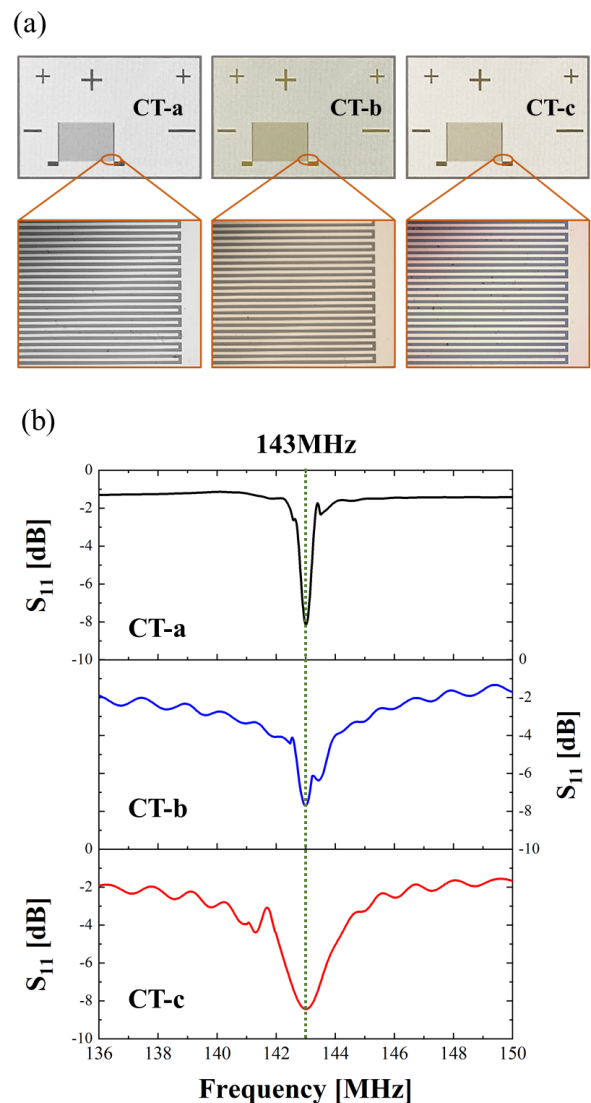 (a)
CT-a CT-b CT-c
(b)
143MHz
0
-2
-4
-6
-8
-10
S₁₁ [dB]
CT-a
0
-2
-4
-6
-8
-10
S₁₁ [dB]
CT-b
0
-2
-4
-6
-8
-10
S₁₁ [dB]
CT-c
136 138 140 142 144 146 148 150
Frequency [MHz]